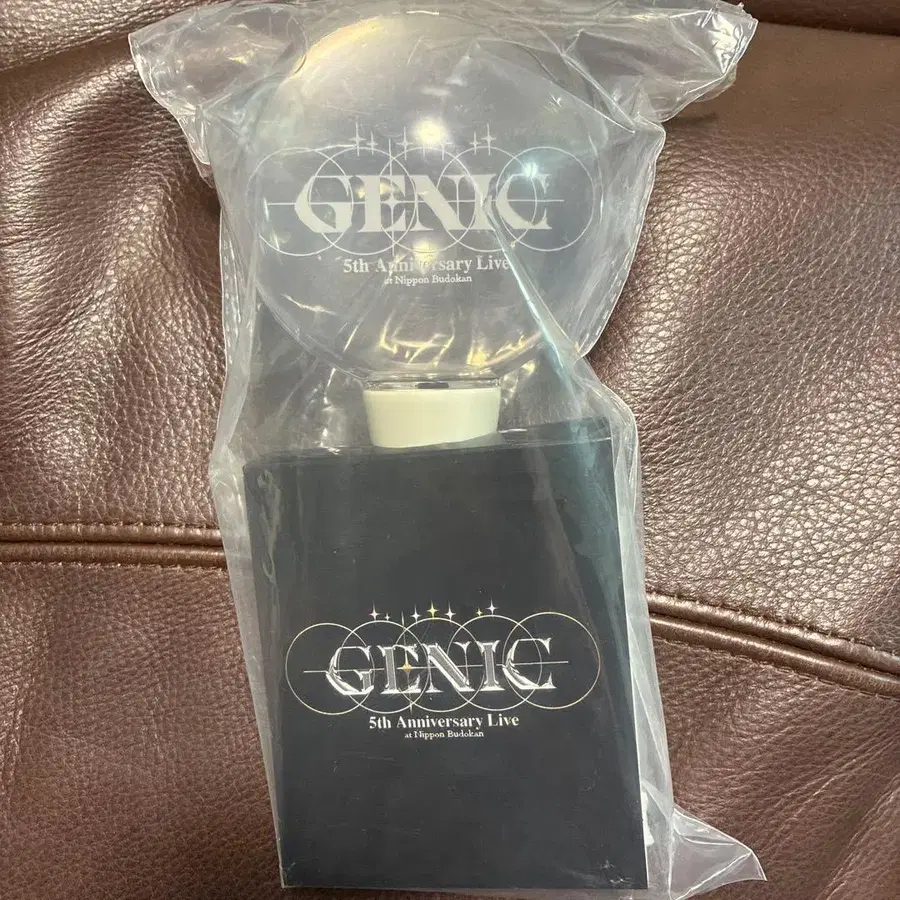 GENIC
5th Anniversary Live
at Nippon Budokan
GENIC
5th Anniversary Live
at Nippon Budokan